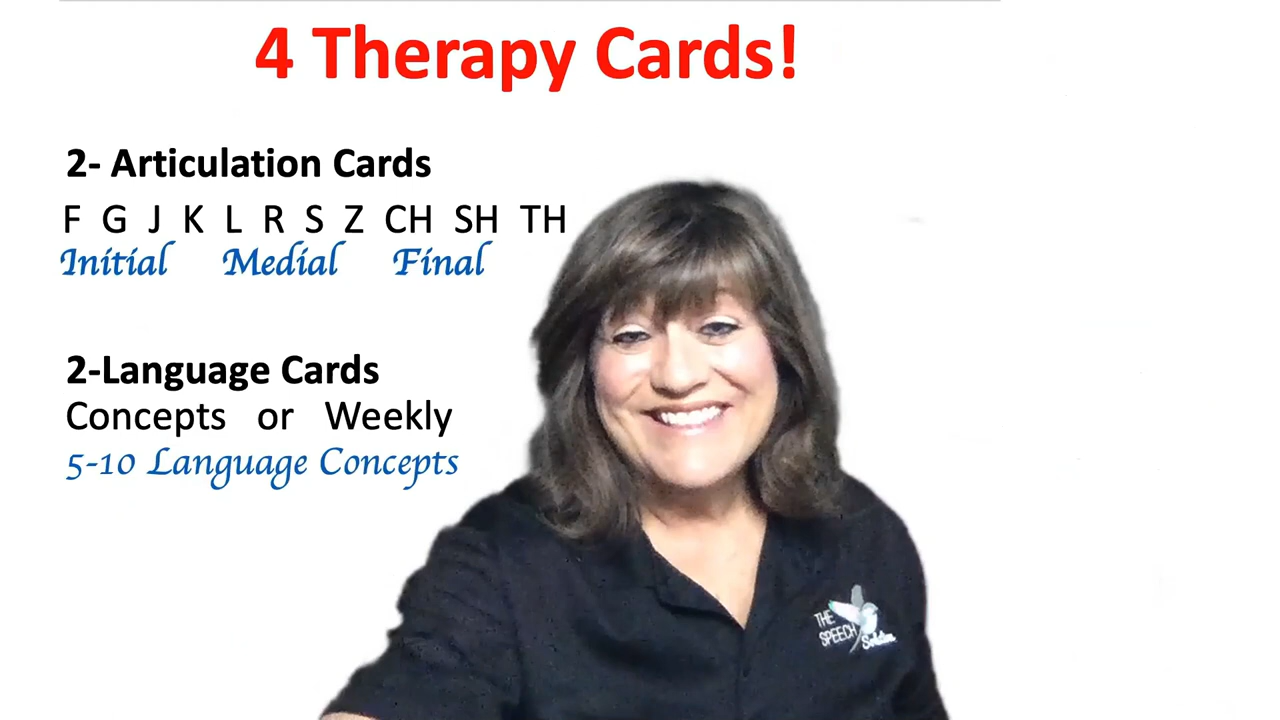 4 Therapy Cards!
2- Articulation Cards
F G J K L R S Z CH SH TH
Initial Medial Final
2-Language Cards
Concepts or Weekly
5-10 Language Concepts
THE
SPEECH
Solution